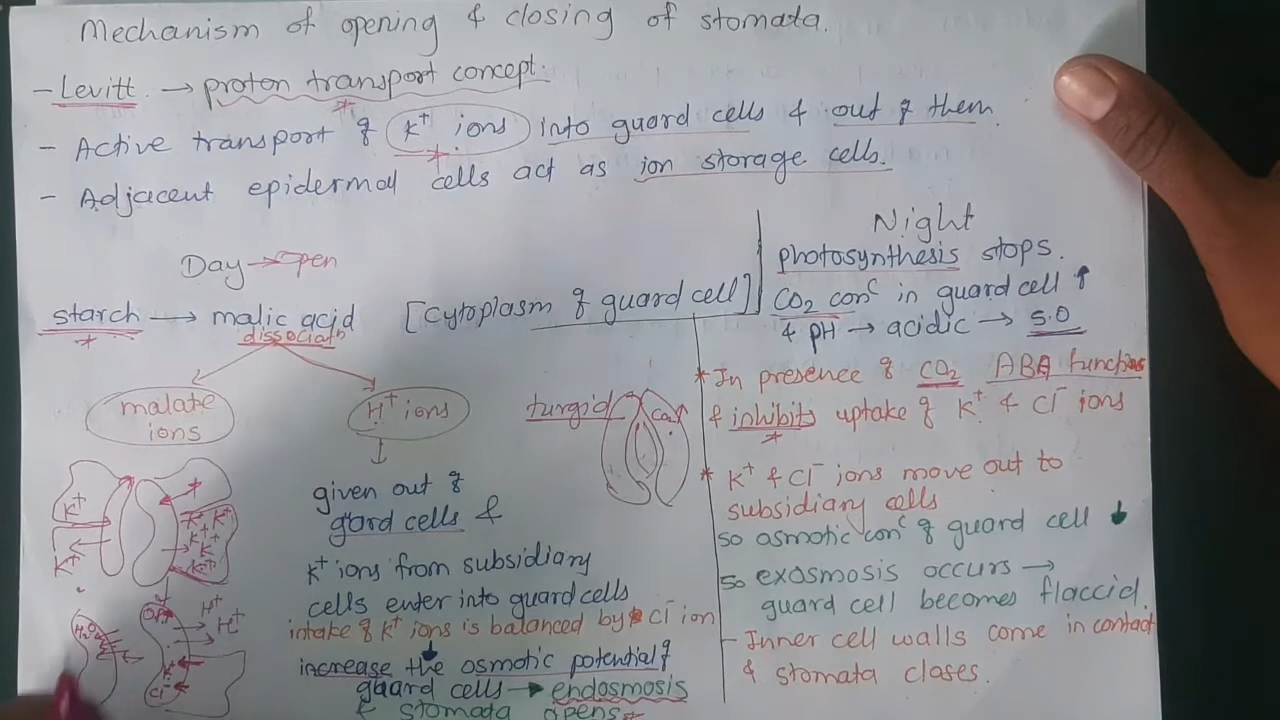 Mechanism of opening & closing of stomata.
- Levitt → proton transport concept.
- Active transport of K+ ions into guard cells & out of them.
- Adjacent epidermal cells act as ion storage cells.
Day → Open
starch → malic acid [Cytoplasm of guard cell]
dissociatn
malate ions
H+ ions
given out of
gard cells &
K+ ions from subsidiary
cells enter into guard cells
intake of K+ ions is balanced by Cl- ion
increase the osmotic potential of
guard cells → endosmosis
& stomata opens
turgid
K+
K+
K+ K+
K+
K+
K+
H+
H+
H2O
K+
Cl-
Night
photosynthesis stops.
CO2 conc in guard cell ↑
& pH → acidic → 5.0
* In presence of CO2 ABA functions
& inhibits uptake of K+ & Cl- ions
* K+ & Cl- ions move out to
subsidiary cells
so osmotic conc of guard cell ↓
so exosmosis occurs →
guard cell becomes flaccid.
- Inner cell walls come in contact
& stomata closes.